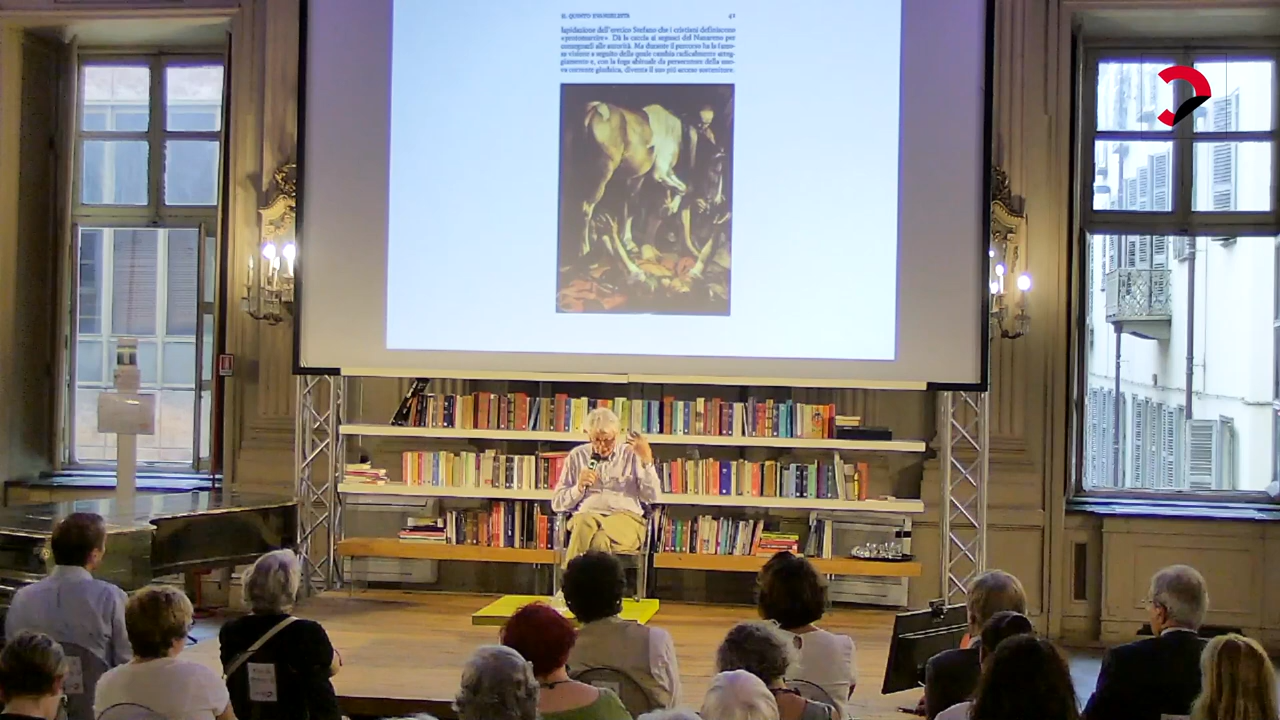 IL QUINTO EVANGELISTA 41
lapidazione dell'eretico Stefano che i cristiani definiscono
«protomartire». Dà la caccia ai seguaci del Nazareno per
consegnarli alle autorità. Ma durante il percorso ha la famo-
sa visione a seguito della quale cambia radicalmente atteg-
giamento e, con la foga abituale da persecutore della nuo-
va corrente giudaica, diventa il suo più acceso sostenitore.